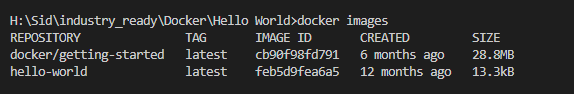 H:\Sid\industry_ready\Docker\Hello World>docker images
REPOSITORY TAG IMAGE ID CREATED SIZE
docker/getting-started latest cb90f98fd791 6 months ago 28.8MB
hello-world latest feb5d9fea6a5 12 months ago 13.3kB